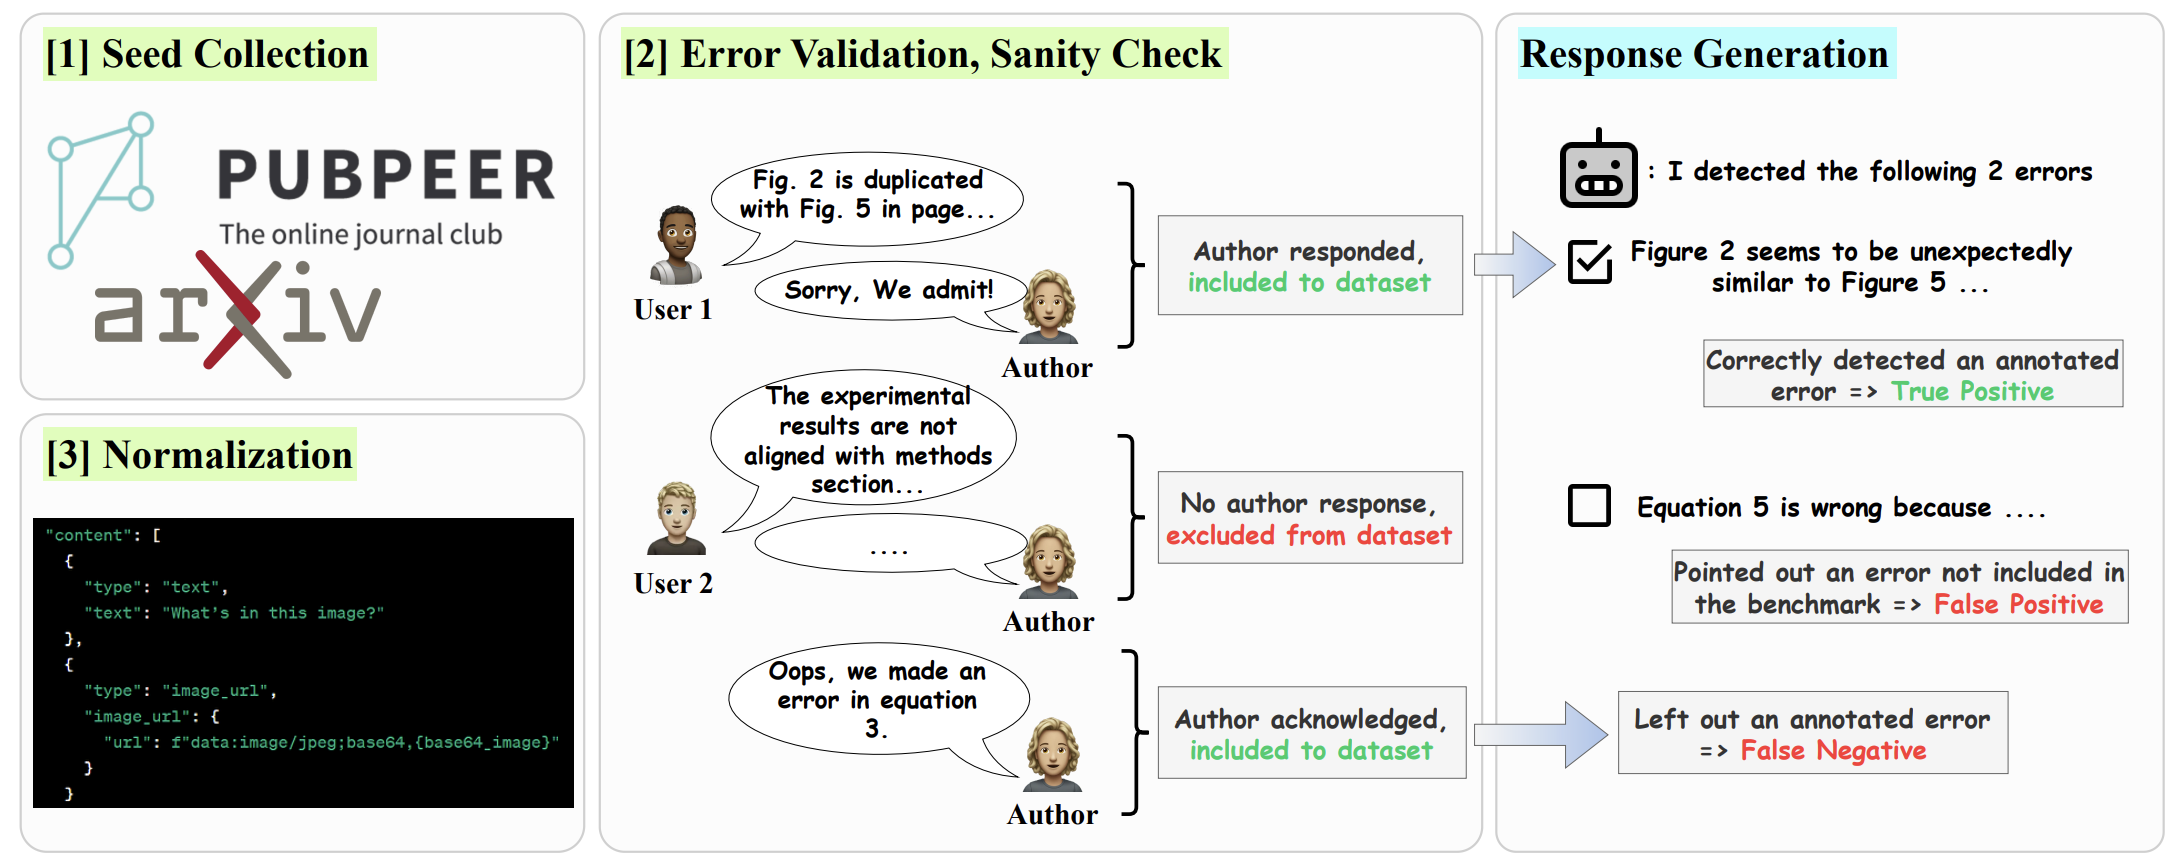 [1] Seed Collection
PUBPEER
The online journal club
arXiv
[3] Normalization
"content": [
{
"type": "text",
"text": "What's in this image?"
},
{
"type": "image_url",
"image_url": {
"url": f"data:image/jpeg;base64,{base64_image}"
}
}
[2] Error Validation, Sanity Check
Fig. 2 is duplicated
with Fig. 5 in page...
User 1
Sorry, We admit!
Author
Author responded,
included to dataset
The experimental
results are not
aligned with methods
section...
User 2
....
Author
No author response,
excluded from dataset
Oops, we made an
error in equation
3.
Author
Author acknowledged,
included to dataset
Response Generation
: I detected the following 2 errors
Figure 2 seems to be unexpectedly
similar to Figure 5 ...
Correctly detected an annotated
error => True Positive
Equation 5 is wrong because ....
Pointed out an error not included in
the benchmark => False Positive
Left out an annotated error
=> False Negative